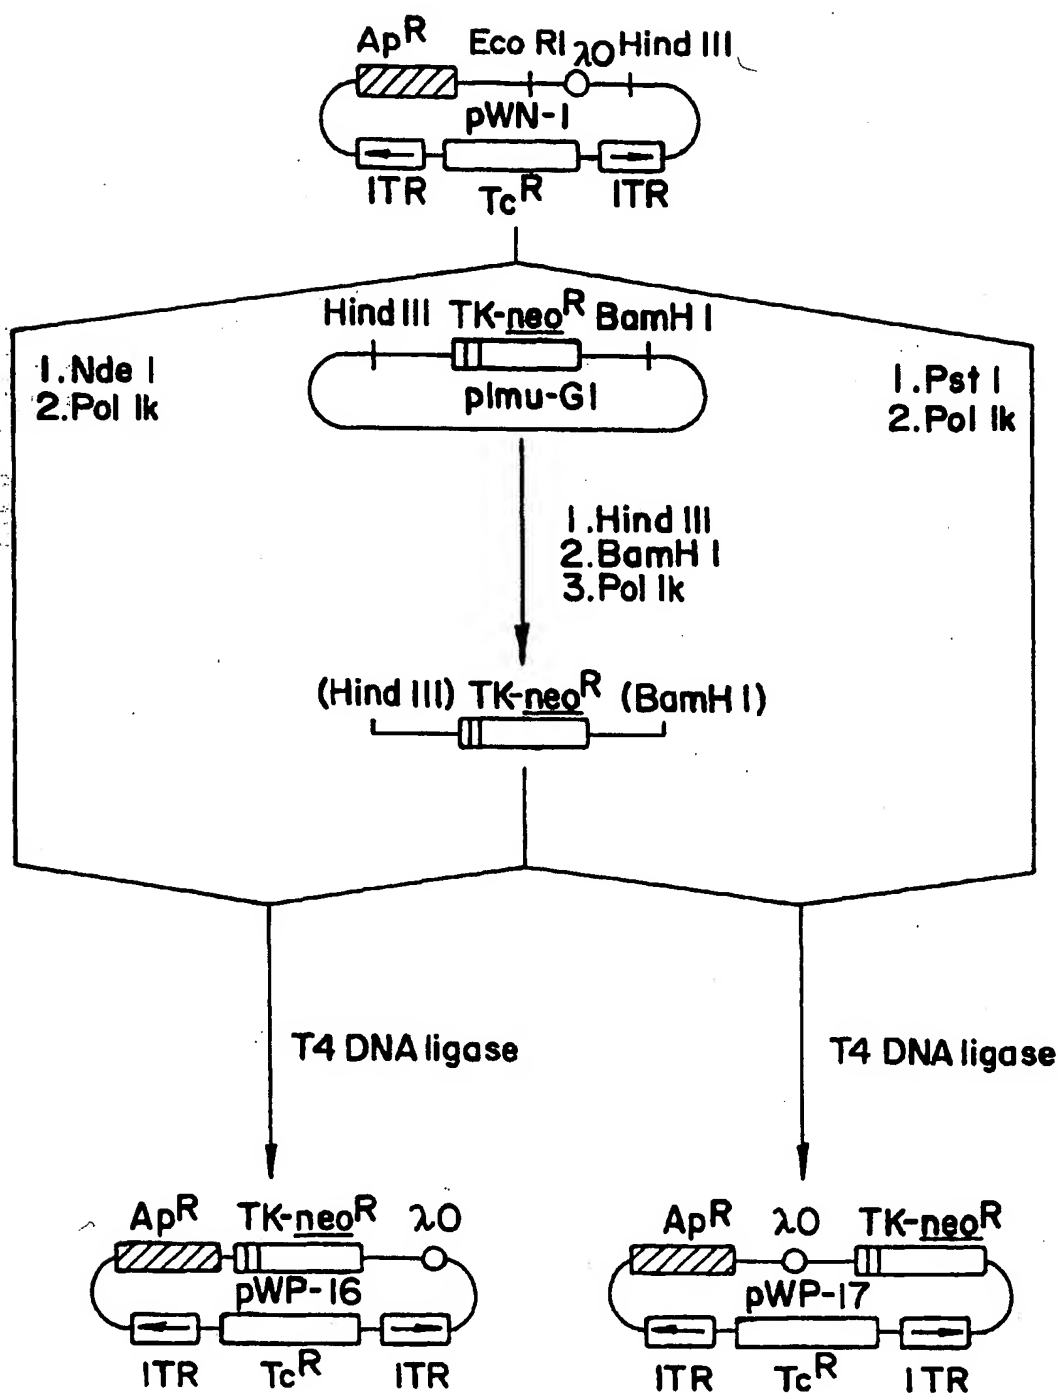 ApR Eco RI λO Hind III
pWN-I
ITR TcR ITR
Hind III TK-neoR BamH I
1.Nde I
2.Pol Ik
pImu-GI
1.Pst I
2.Pol Ik
1.Hind III
2.BamH I
3.Pol Ik
(Hind III) TK-neoR (BamH I)
T4 DNA ligase
T4 DNA ligase
ApR TK-neoR λO
pWP-16
ITR TcR ITR
ApR λO TK-neoR
pWP-17
ITR TcR ITR